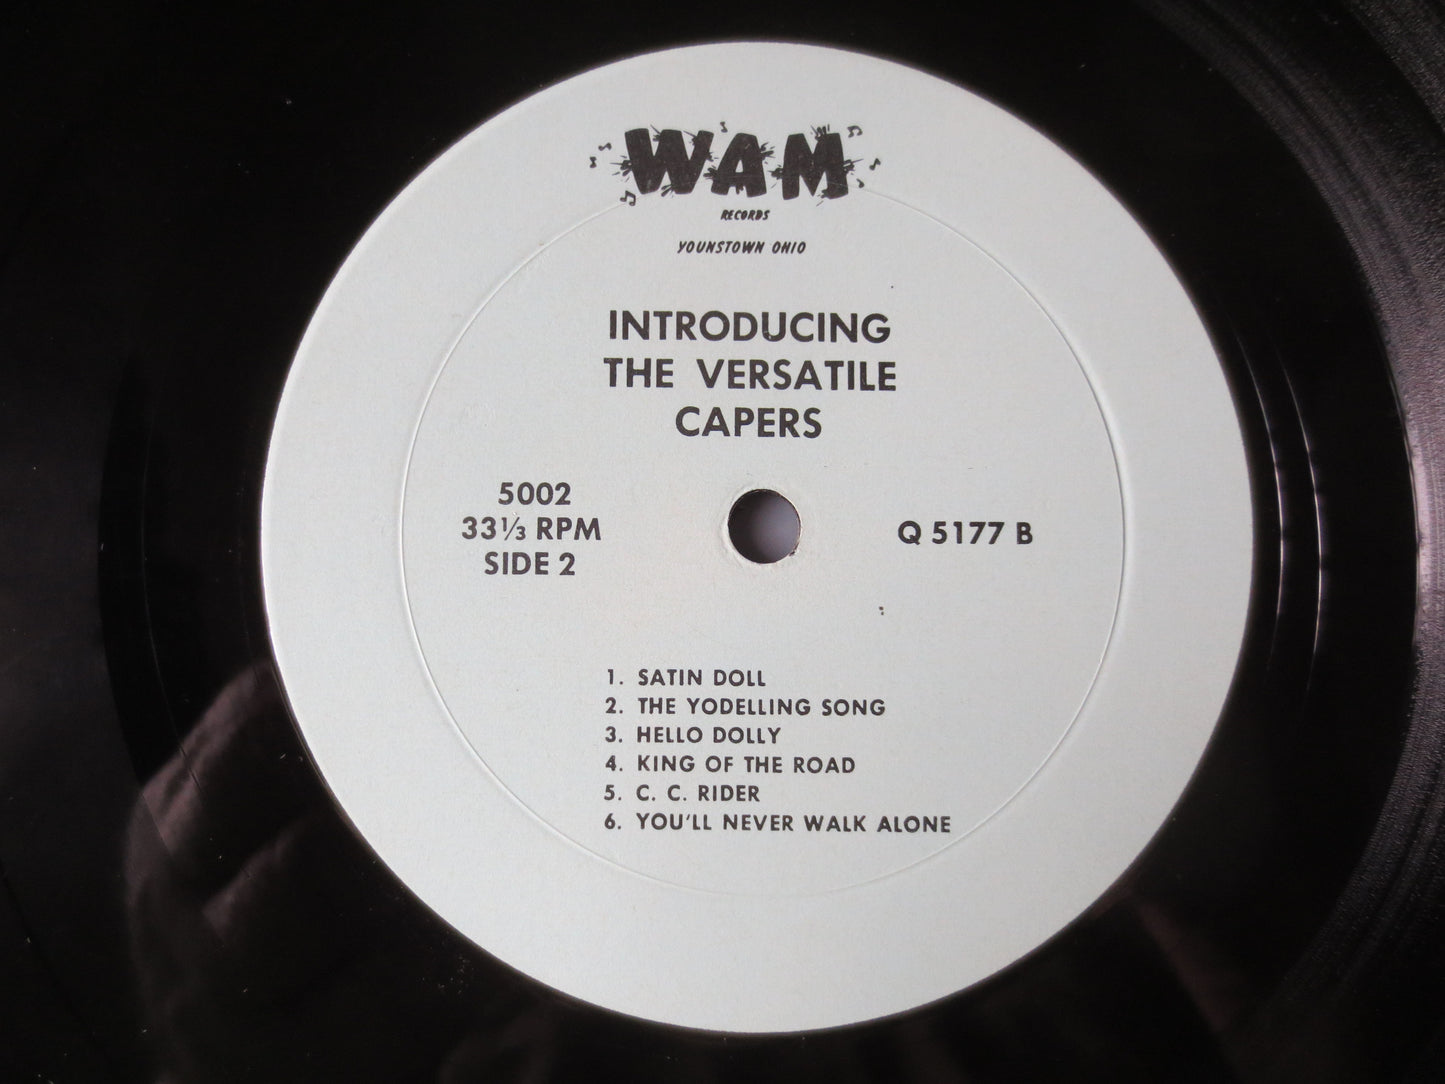 WAM
RECORDS
YOUNSTOWN OHIO
INTRODUCING
THE VERSATILE
CAPERS
5002
33⅓ RPM
SIDE 2
Q 5177 B
1. SATIN DOLL
2. THE YODELLING SONG
3. HELLO DOLLY
4. KING OF THE ROAD
5. C. C. RIDER
6. YOU'LL NEVER WALK ALONE